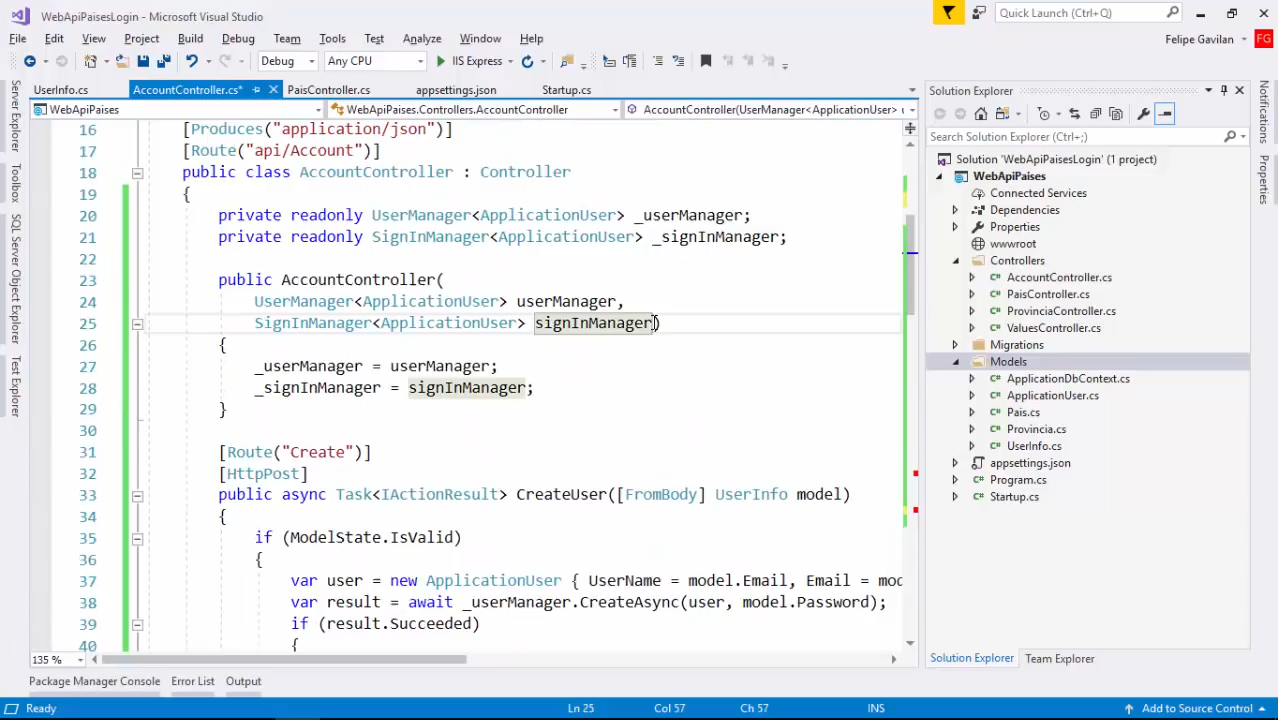 WebApiPaisesLogin - Microsoft Visual Studio
Quick Launch (Ctrl+Q)
File Edit View Project Build Debug Team Tools Test Analyze Window Help
Felipe Gavilan FG
Debug Any CPU IIS Express
UserInfo.cs AccountController.cs* PaisController.cs appsettings.json Startup.cs
WebApiPaises WebApiPaises.Controllers.AccountController AccountController(UserManager<ApplicationUser> u
Server Explorer
Toolbox
SQL Server Object Explorer
Test Explorer
16 [Produces("application/json")]
17 [Route("api/Account")]
18 public class AccountController : Controller
19 {
20 private readonly UserManager<ApplicationUser> _userManager;
21 private readonly SignInManager<ApplicationUser> _signInManager;
22
23 public AccountController(
24 UserManager<ApplicationUser> userManager,
25 SignInManager<ApplicationUser> signInManager)
26 {
27 _userManager = userManager;
28 _signInManager = signInManager;
29 }
30
31 [Route("Create")]
32 [HttpPost]
33 public async Task<IActionResult> CreateUser([FromBody] UserInfo model)
34 {
35 if (ModelState.IsValid)
36 {
37 var user = new ApplicationUser { UserName = model.Email, Email = mod
38 var result = await _userManager.CreateAsync(user, model.Password);
39 if (result.Succeeded)
40 {
135 %
Solution Explorer
Search Solution Explorer (Ctrl+;)
Solution 'WebApiPaisesLogin' (1 project)
WebApiPaises
Connected Services
Dependencies
Properties
wwwroot
Controllers
C# AccountController.cs
C# PaisController.cs
C# ProvinciaController.cs
C# ValuesController.cs
Migrations
Models
C# ApplicationDbContext.cs
C# ApplicationUser.cs
C# Pais.cs
C# Provincia.cs
C# UserInfo.cs
appsettings.json
C# Program.cs
C# Startup.cs
Solution Explorer Team Explorer
Notifications
Properties
Package Manager Console Error List Output
Ready Ln 25 Col 57 Ch 57 INS Add to Source Control